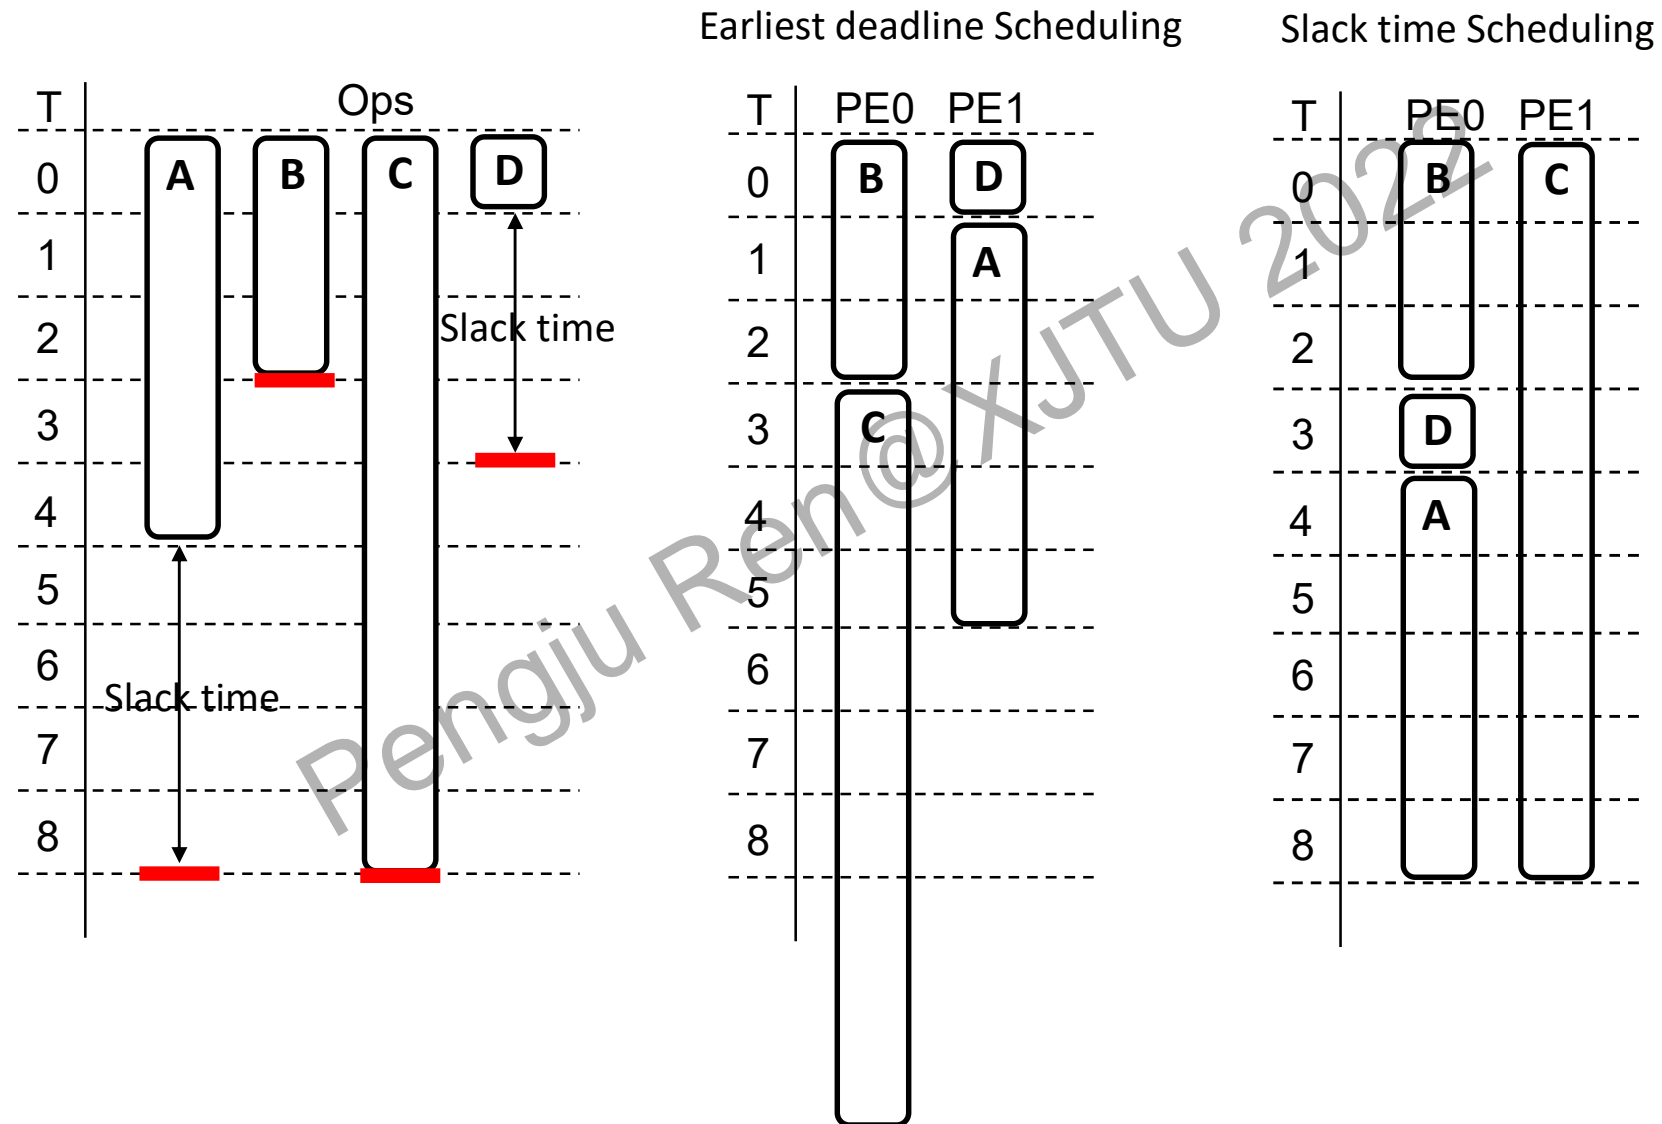 Earliest deadline Scheduling
Slack time Scheduling
T Ops
A B C D
0
1
2
3
4
5
6
7
8
Slack time
Slack time
T PE0 PE1
B D
A
C
0
1
2
3
4
5
6
7
8
T PE0 PE1
B C
D
A
0
1
2
3
4
5
6
7
8
Pengju Ren@XJTU 2022